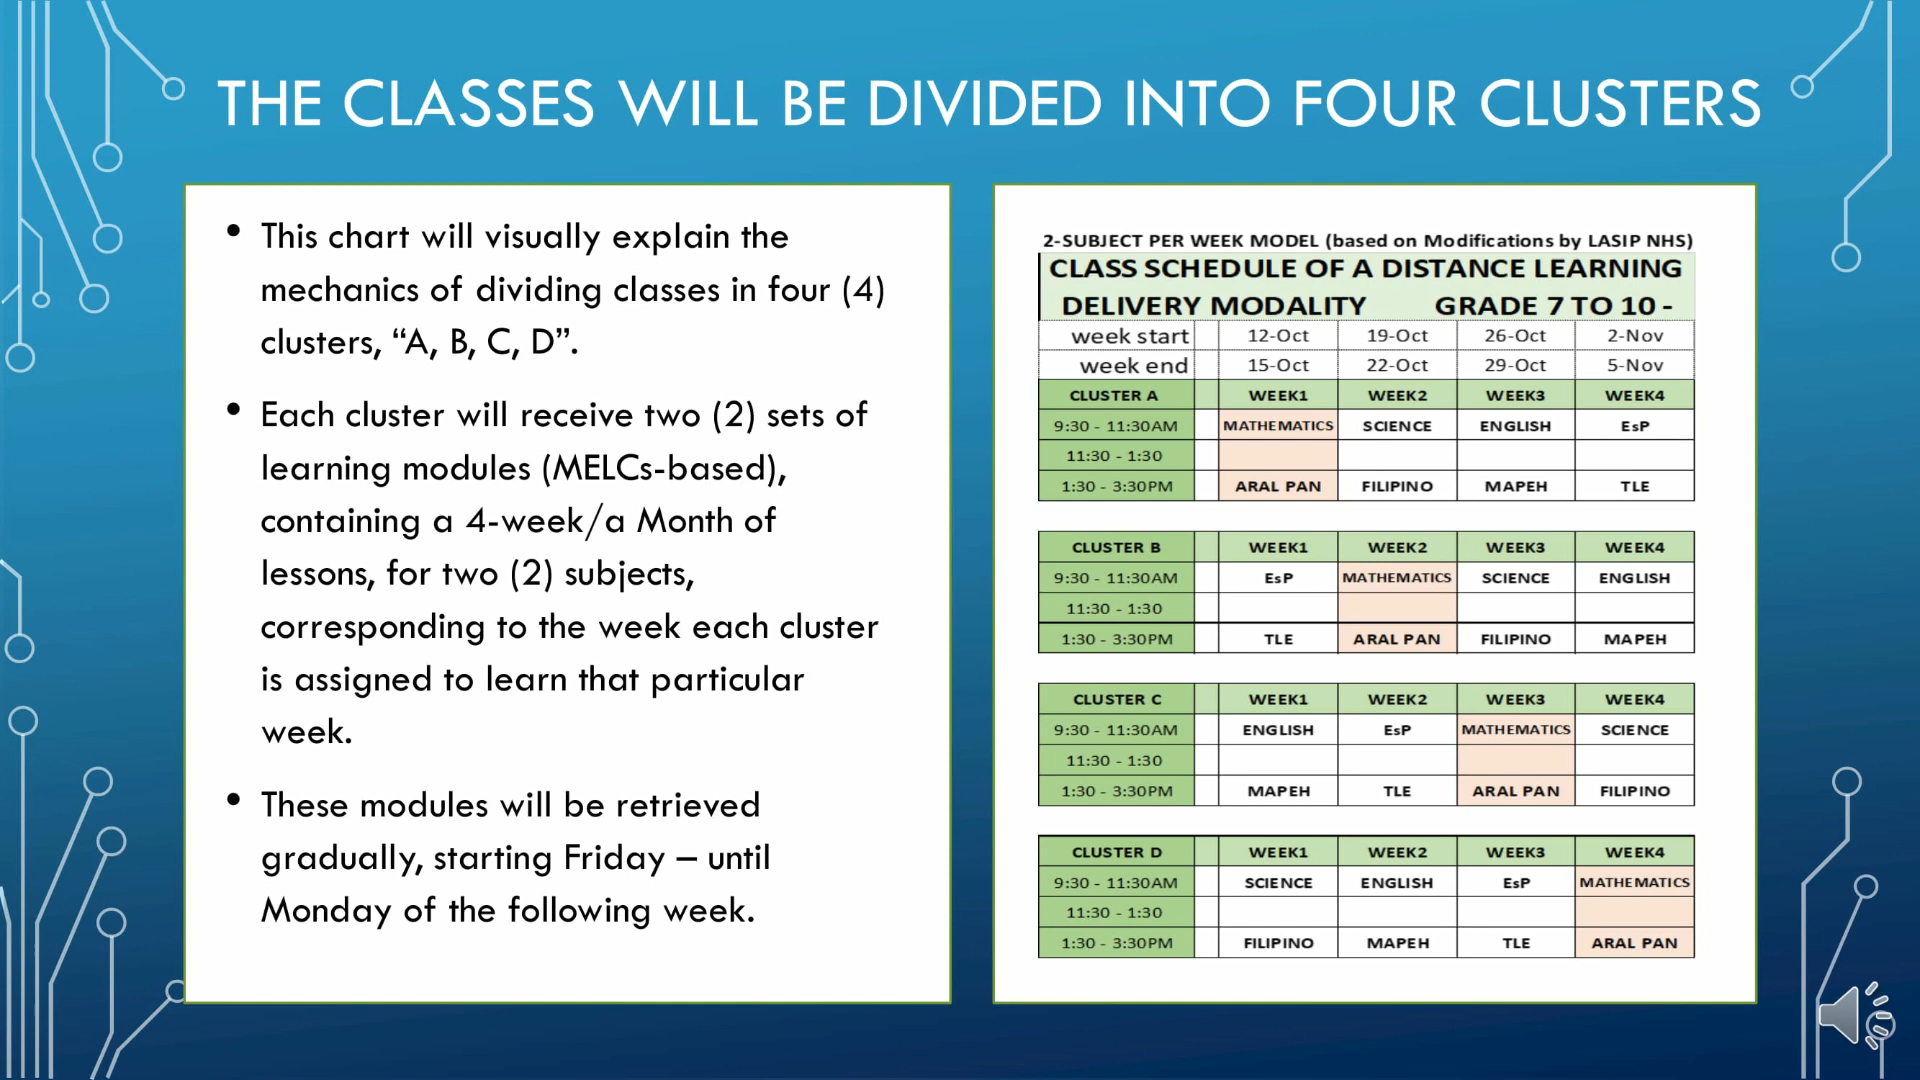 THE CLASSES WILL BE DIVIDED INTO FOUR CLUSTERS
• This chart will visually explain the
mechanics of dividing classes in four (4)
clusters, “A, B, C, D”.
• Each cluster will receive two (2) sets of
learning modules (MELCs-based),
containing a 4-week/a Month of
lessons, for two (2) subjects,
corresponding to the week each cluster
is assigned to learn that particular
week.
• These modules will be retrieved
gradually, starting Friday – until
Monday of the following week.
2-SUBJECT PER WEEK MODEL (based on Modifications by LASIP NHS)
CLASS SCHEDULE OF A DISTANCE LEARNING
DELIVERY MODALITY GRADE 7 TO 10 -
week start 12-Oct 19-Oct 26-Oct 2-Nov
week end 15-Oct 22-Oct 29-Oct 5-Nov
CLUSTER A WEEK1 WEEK2 WEEK3 WEEK4
9:30 - 11:30AM MATHEMATICS SCIENCE ENGLISH EsP
11:30 - 1:30
1:30 - 3:30PM ARAL PAN FILIPINO MAPEH TLE
CLUSTER B WEEK1 WEEK2 WEEK3 WEEK4
9:30 - 11:30AM EsP MATHEMATICS SCIENCE ENGLISH
11:30 - 1:30
1:30 - 3:30PM TLE ARAL PAN FILIPINO MAPEH
CLUSTER C WEEK1 WEEK2 WEEK3 WEEK4
9:30 - 11:30AM ENGLISH EsP MATHEMATICS SCIENCE
11:30 - 1:30
1:30 - 3:30PM MAPEH TLE ARAL PAN FILIPINO
CLUSTER D WEEK1 WEEK2 WEEK3 WEEK4
9:30 - 11:30AM SCIENCE ENGLISH EsP MATHEMATICS
11:30 - 1:30
1:30 - 3:30PM FILIPINO MAPEH TLE ARAL PAN